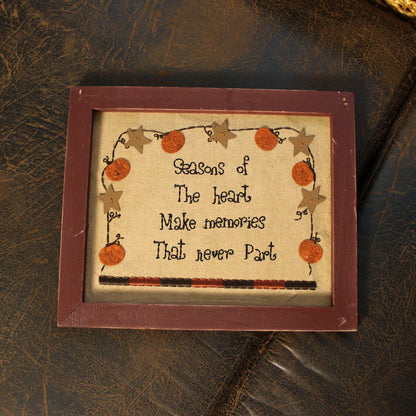 Seasons of
The heart
Make memories
That never Part